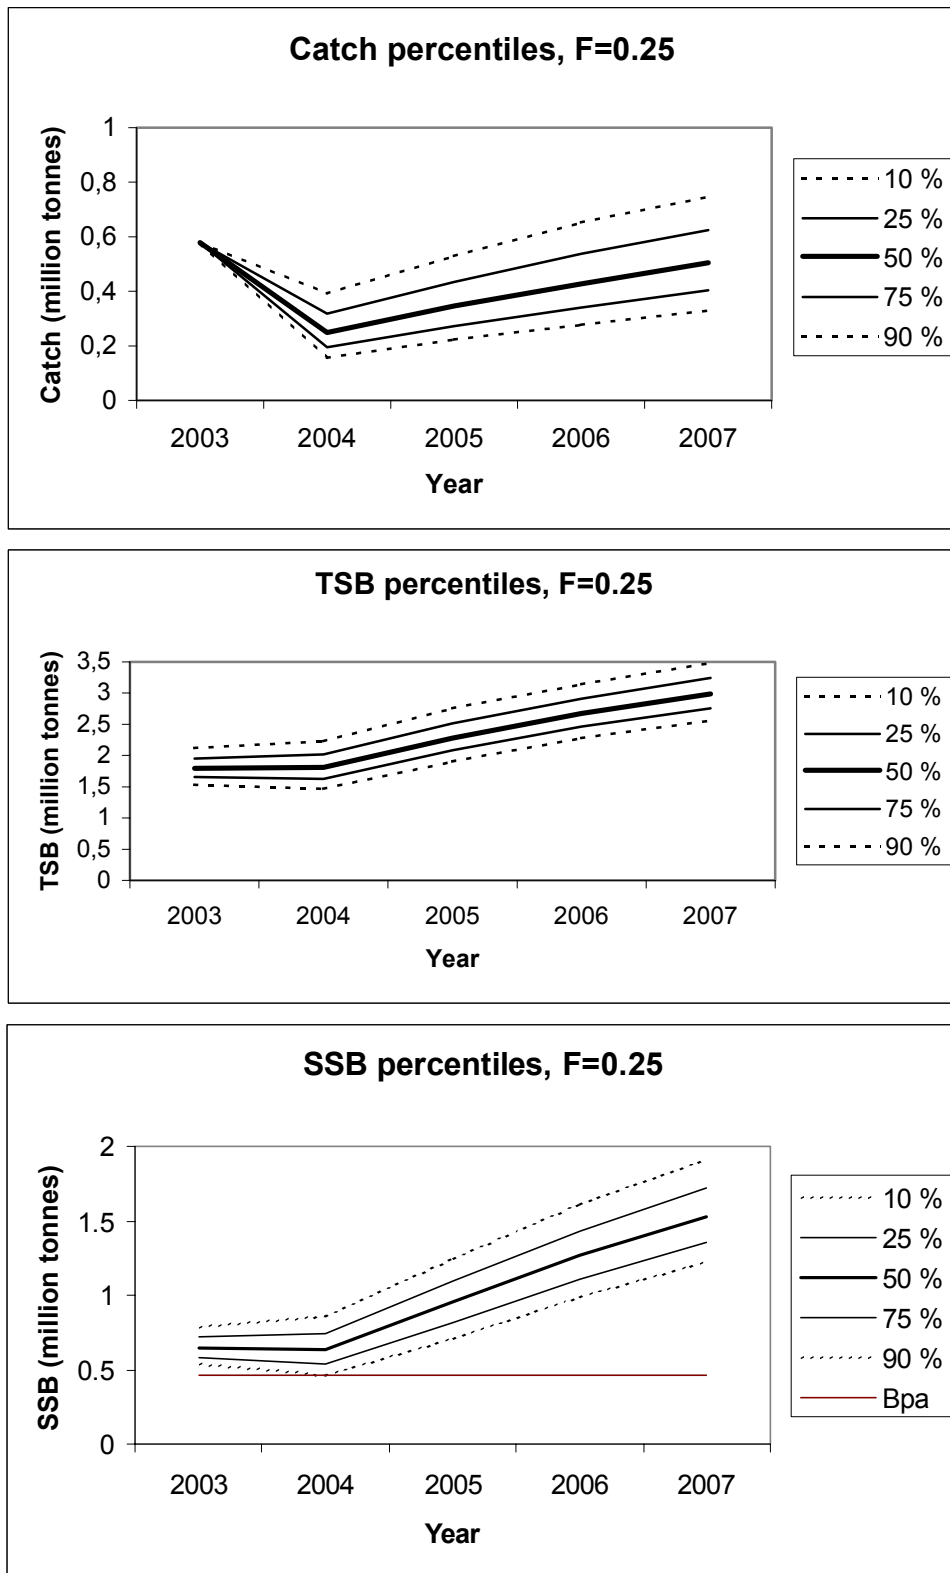 Catch percentiles, F=0.25
Catch (million tonnes)
1
0,8
0,6
0,4
0,2
0
2003 2004 2005 2006 2007
Year
10 %
25 %
50 %
75 %
90 %
TSB percentiles, F=0.25
TSB (million tonnes)
3,5
3
2,5
2
1,5
1
0,5
0
2003 2004 2005 2006 2007
Year
10 %
25 %
50 %
75 %
90 %
SSB percentiles, F=0.25
SSB (million tonnes)
2
1.5
1
0.5
0
2003 2004 2005 2006 2007
Year
10 %
25 %
50 %
75 %
90 %
Bpa